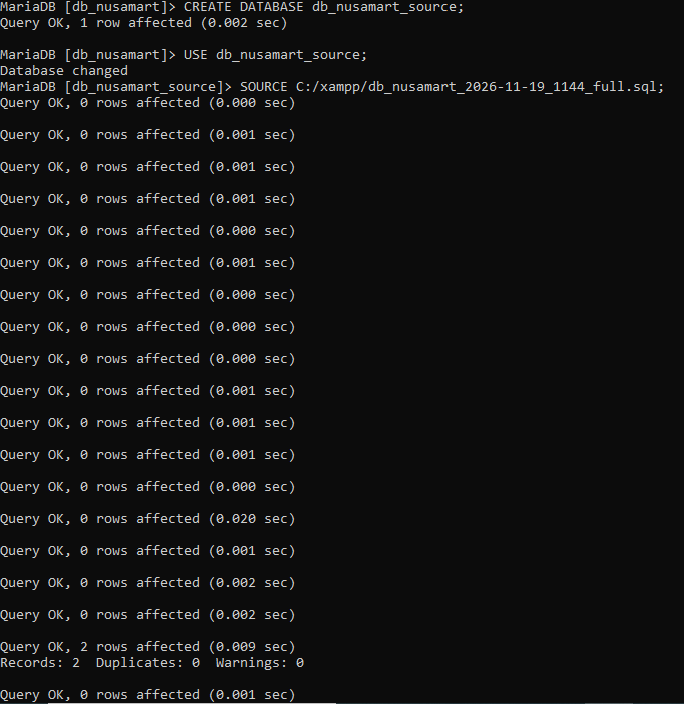 MariaDB [db_nusamart]> CREATE DATABASE db_nusamart_source;
Query OK, 1 row affected (0.002 sec)
MariaDB [db_nusamart]> USE db_nusamart_source;
Database changed
MariaDB [db_nusamart_source]> SOURCE C:/xampp/db_nusamart_2026-11-19_1144_full.sql;
Query OK, 0 rows affected (0.000 sec)
Query OK, 0 rows affected (0.001 sec)
Query OK, 0 rows affected (0.001 sec)
Query OK, 0 rows affected (0.001 sec)
Query OK, 0 rows affected (0.000 sec)
Query OK, 0 rows affected (0.001 sec)
Query OK, 0 rows affected (0.000 sec)
Query OK, 0 rows affected (0.000 sec)
Query OK, 0 rows affected (0.000 sec)
Query OK, 0 rows affected (0.001 sec)
Query OK, 0 rows affected (0.001 sec)
Query OK, 0 rows affected (0.001 sec)
Query OK, 0 rows affected (0.000 sec)
Query OK, 0 rows affected (0.020 sec)
Query OK, 0 rows affected (0.001 sec)
Query OK, 0 rows affected (0.002 sec)
Query OK, 0 rows affected (0.002 sec)
Query OK, 2 rows affected (0.009 sec)
Records: 2  Duplicates: 0  Warnings: 0
Query OK, 0 rows affected (0.001 sec)